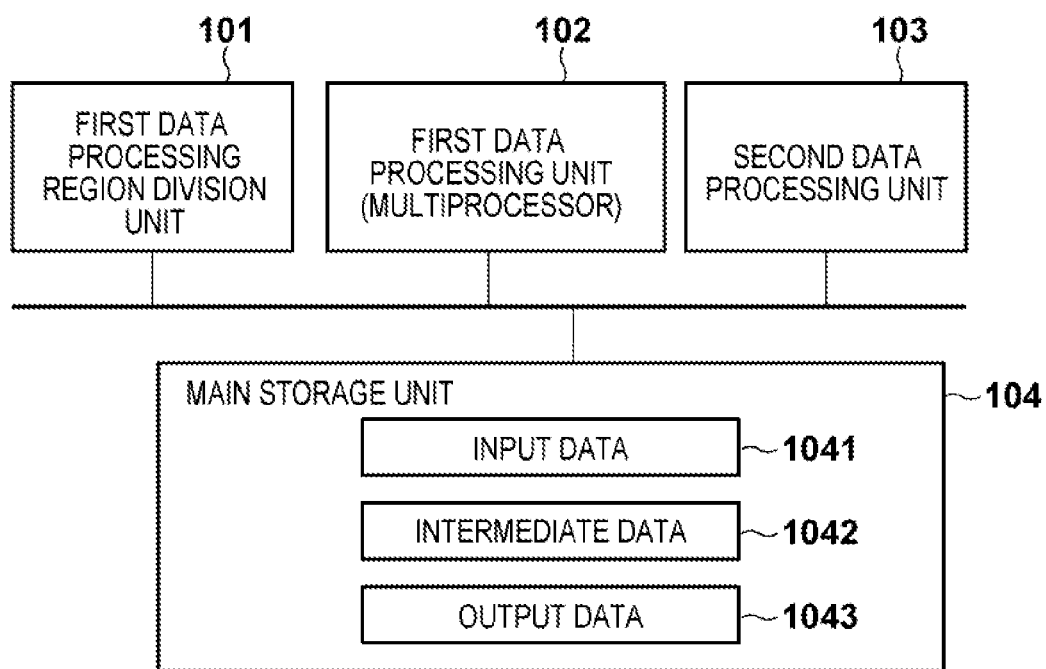 101
102
103
FIRST DATA
PROCESSING
REGION DIVISION
UNIT
FIRST DATA
PROCESSING UNIT
(MULTIPROCESSOR)
SECOND DATA
PROCESSING UNIT
MAIN STORAGE UNIT
104
INPUT DATA
1041
INTERMEDIATE DATA
1042
OUTPUT DATA
1043